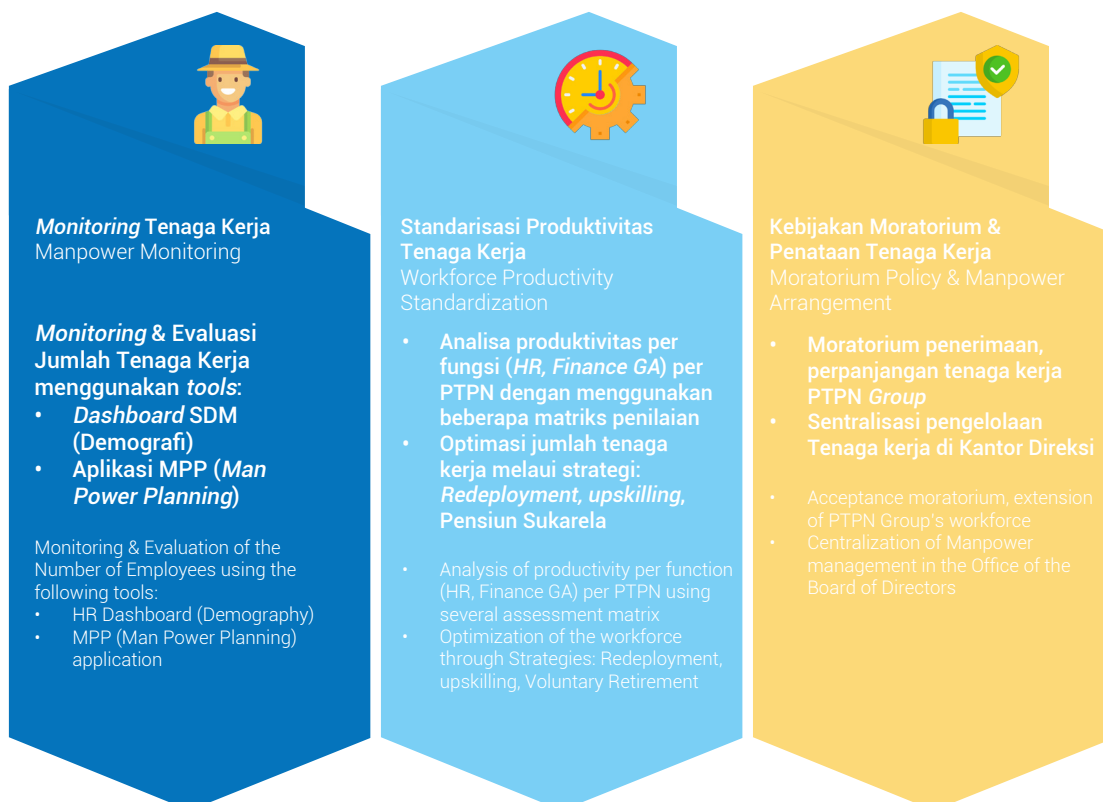 Monitoring Tenaga Kerja
Manpower Monitoring
Monitoring & Evaluasi
Jumlah Tenaga Kerja
menggunakan tools:
• Dashboard SDM
(Demografi)
• Aplikasi MPP (Man
Power Planning)
Monitoring & Evaluation of the
Number of Employees using the
following tools:
• HR Dashboard (Demography)
• MPP (Man Power Planning)
application
Standarisasi Produktivitas
Tenaga Kerja
Workforce Productivity
Standardization
• Analisa produktivitas per
fungsi (HR, Finance GA) per
PTPN dengan menggunakan
beberapa matriks penilaian
• Optimasi jumlah tenaga
kerja melaui strategi:
Redeployment, upskilling,
Pensiun Sukarela
• Analysis of productivity per function
(HR, Finance GA) per PTPN using
several assessment matrix
• Optimization of the workforce
through Strategies: Redeployment,
upskilling, Voluntary Retirement
Kebijakan Moratorium &
Penataan Tenaga Kerja
Moratorium Policy & Manpower
Arrangement
• Moratorium penerimaan,
perpanjangan tenaga kerja
PTPN Group
• Sentralisasi pengelolaan
Tenaga kerja di Kantor Direksi
• Acceptance moratorium, extension
of PTPN Group's workforce
• Centralization of Manpower
management in the Office of the
Board of Directors